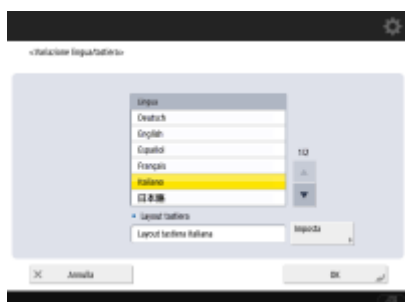 <Variazione lingua/tastiera>
Lingua
Deutsch
English
Español
Français
Italiano
日本語
1/2
Layout tastiera
Layout tastiera italiana
Imposta
Annulla
OK